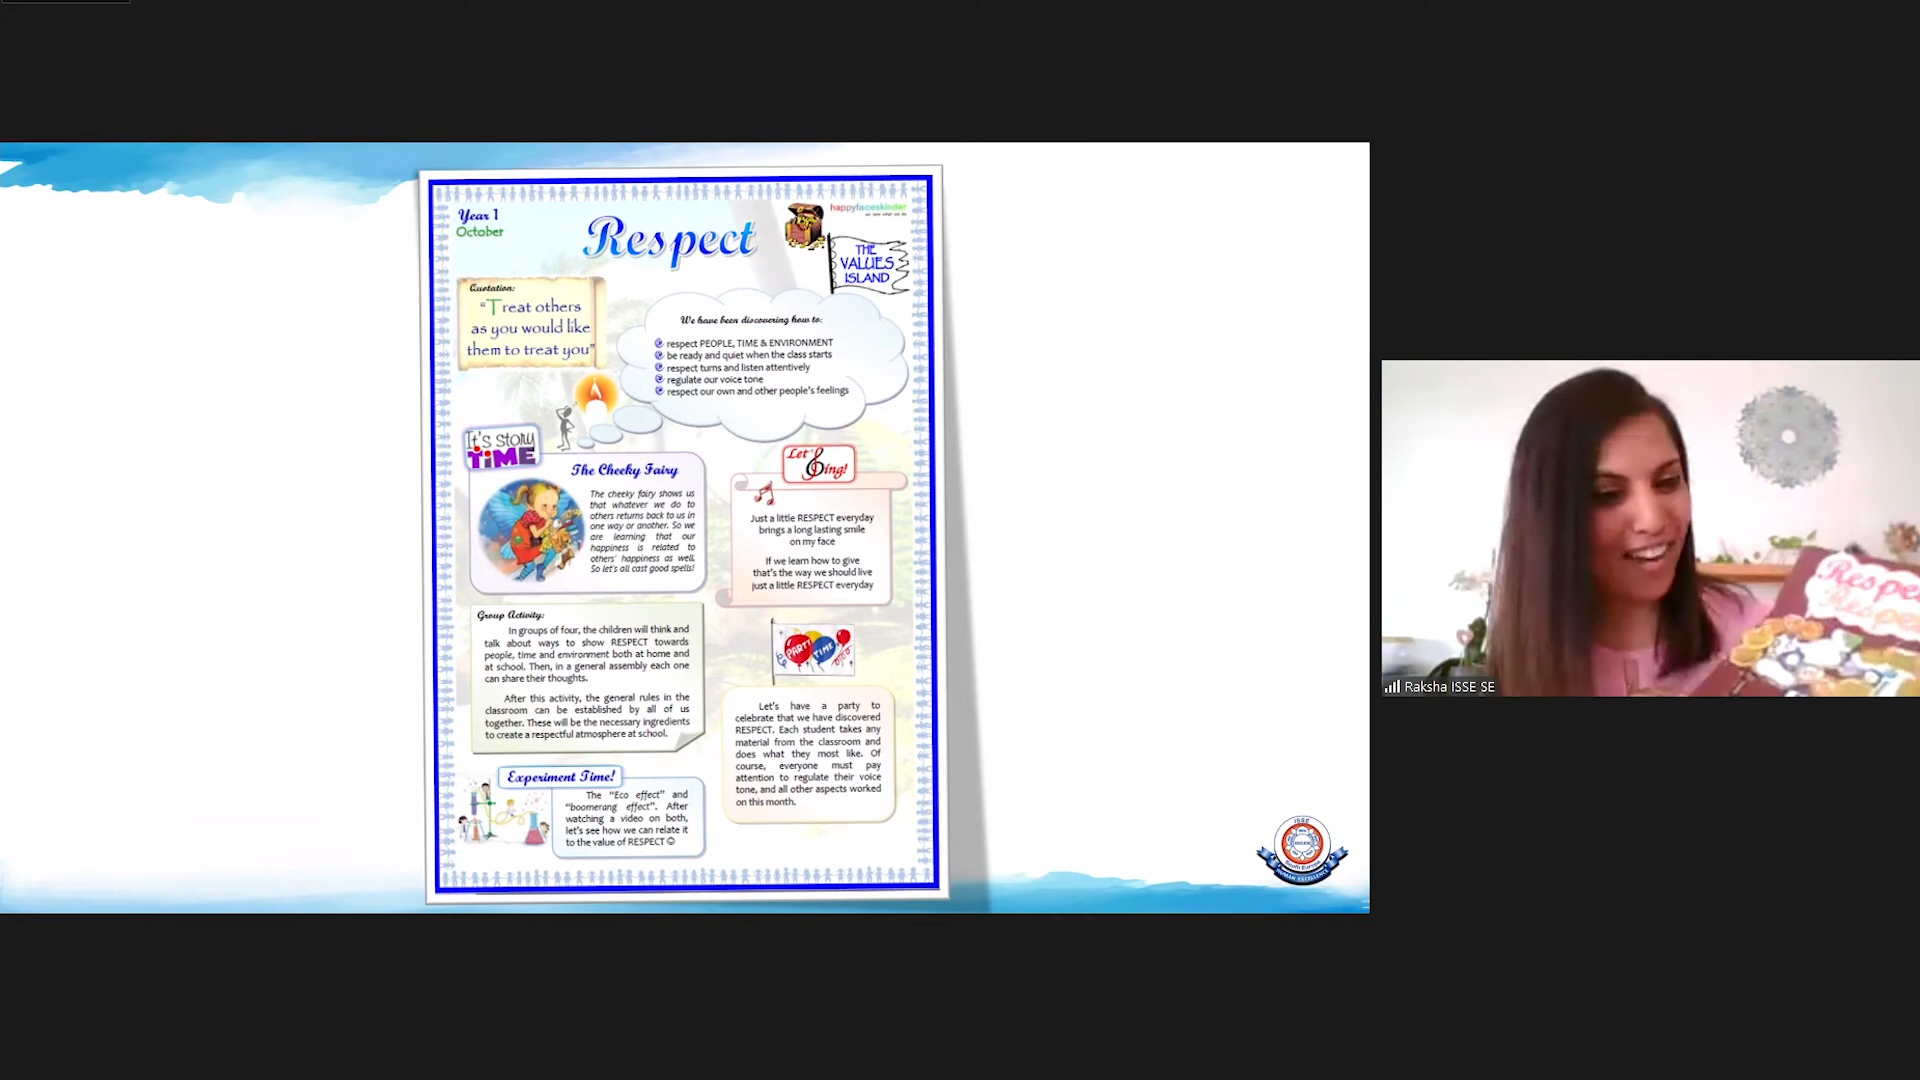 Year 1
October
Respect
happyfaceskinder
we love what we do
THE
VALUES
ISLAND
Quotation:
"Treat others
as you would like
them to treat you"
We have been discovering how to:
respect PEOPLE, TIME & ENVIRONMENT
be ready and quiet when the class starts
respect turns and listen attentively
regulate our voice tone
respect our own and other people's feelings
It's story
TIME
The Cheeky Fairy
The cheeky fairy shows us
that whatever we do to
others returns back to us in
one way or another. So we
are learning that our
happiness is related to
others' happiness as well.
So let's all cast good spells!
Let's
Sing!
Just a little RESPECT everyday
brings a long lasting smile
on my face
If we learn how to give
that's the way we should live
just a little RESPECT everyday
Group Activity:
In groups of four, the children will think and
talk about ways to show RESPECT towards
people, time and environment both at home and
at school. Then, in a general assembly each one
can share their thoughts.
After this activity, the general rules in the
classroom can be established by all of us
together. These will be the necessary ingredients
to create a respectful atmosphere at school.
PARTY TIME
Let's have a party to
celebrate that we have discovered
RESPECT. Each student takes any
material from the classroom and
does what they most like. Of
course, everyone must pay
attention to regulate their voice
tone, and all other aspects worked
on this month.
Experiment Time!
The "Eco effect" and
"boomerang effect". After
watching a video on both,
let's see how we can relate it
to the value of RESPECT☺
ISSE
South Europe
HUMAN EXCELLENCE
Respe
Respe
Raksha ISSE SE